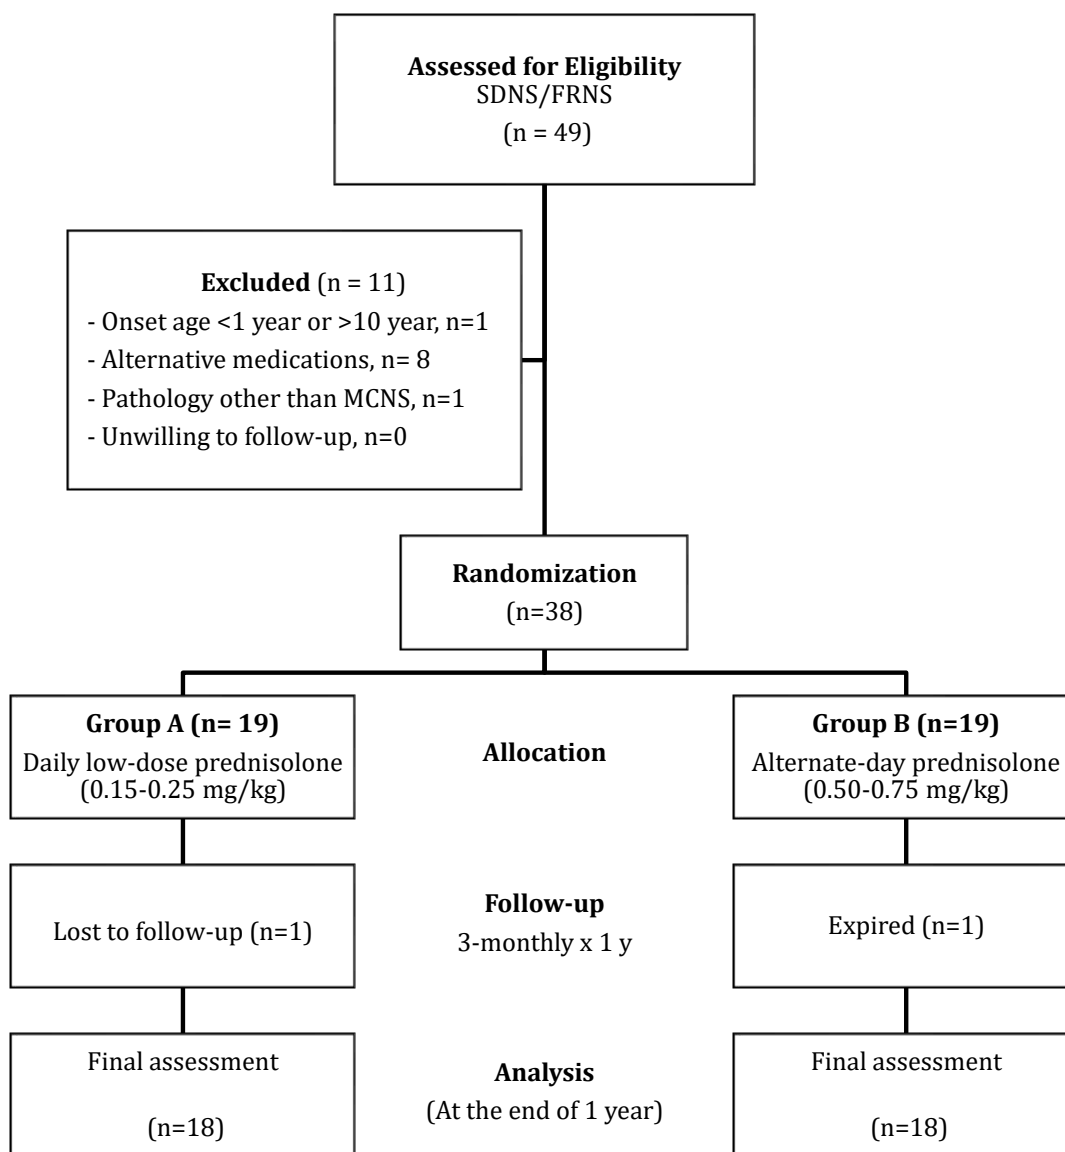 Assessed for Eligibility
SDNS/FRNS
(n = 49)
Excluded (n = 11)
- Onset age <1 year or >10 year, n=1
- Alternative medications, n= 8
- Pathology other than MCNS, n=1
- Unwilling to follow-up, n=0
Randomization
(n=38)
Group A (n= 19)
Daily low-dose prednisolone
(0.15-0.25 mg/kg)
Allocation
Group B (n=19)
Alternate-day prednisolone
(0.50-0.75 mg/kg)
Lost to follow-up (n=1)
Follow-up
3-monthly x 1 y
Expired (n=1)
Final assessment
(n=18)
Analysis
(At the end of 1 year)
Final assessment
(n=18)